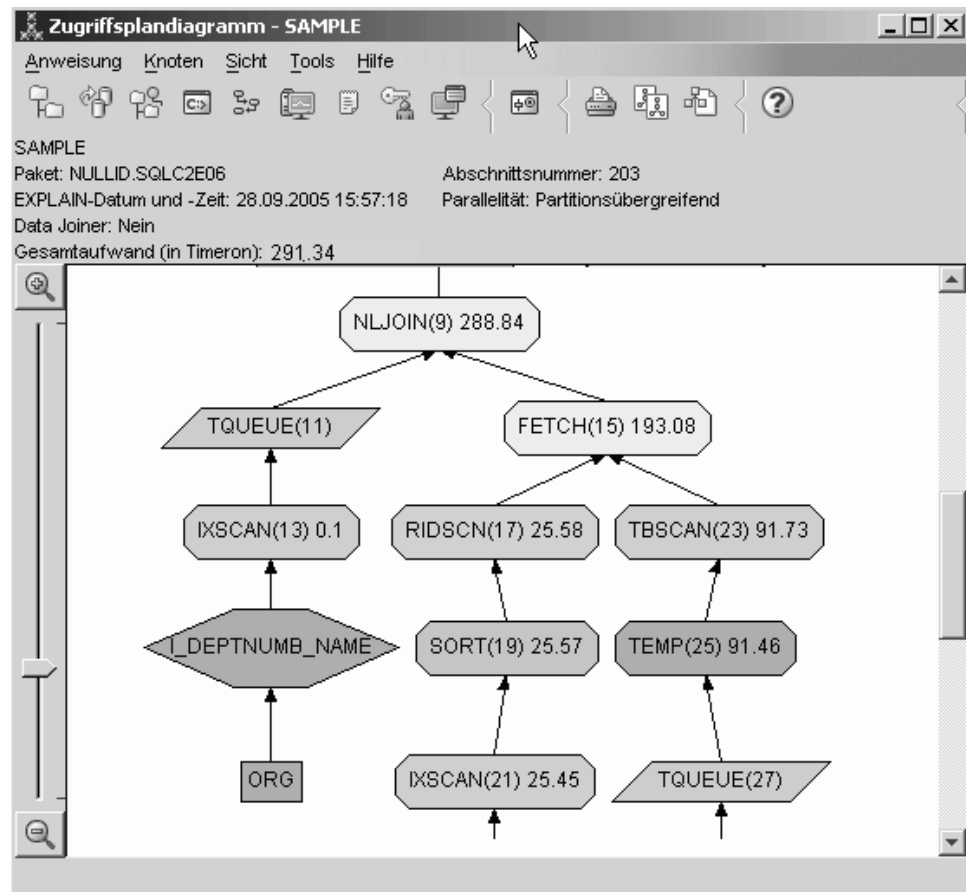 Zugriffsplandiagramm - SAMPLE
Anweisung Knoten Sicht Tools Hilfe
SAMPLE
Paket: NULLID.SQLC2E06 Abschnittsnummer: 203
EXPLAIN-Datum und -Zeit: 28.09.2005 15:57:18 Parallelität: Partitionsübergreifend
Data Joiner: Nein
Gesamtaufwand (in Timeron): 291.34
NLJOIN(9) 288.84
TQUEUE(11) FETCH(15) 193.08
IXSCAN(13) 0.1 RIDSCN(17) 25.58 TBSCAN(23) 91.73
I_DEPTNUMB_NAME SORT(19) 25.57 TEMP(25) 91.46
ORG IXSCAN(21) 25.45 TQUEUE(27)